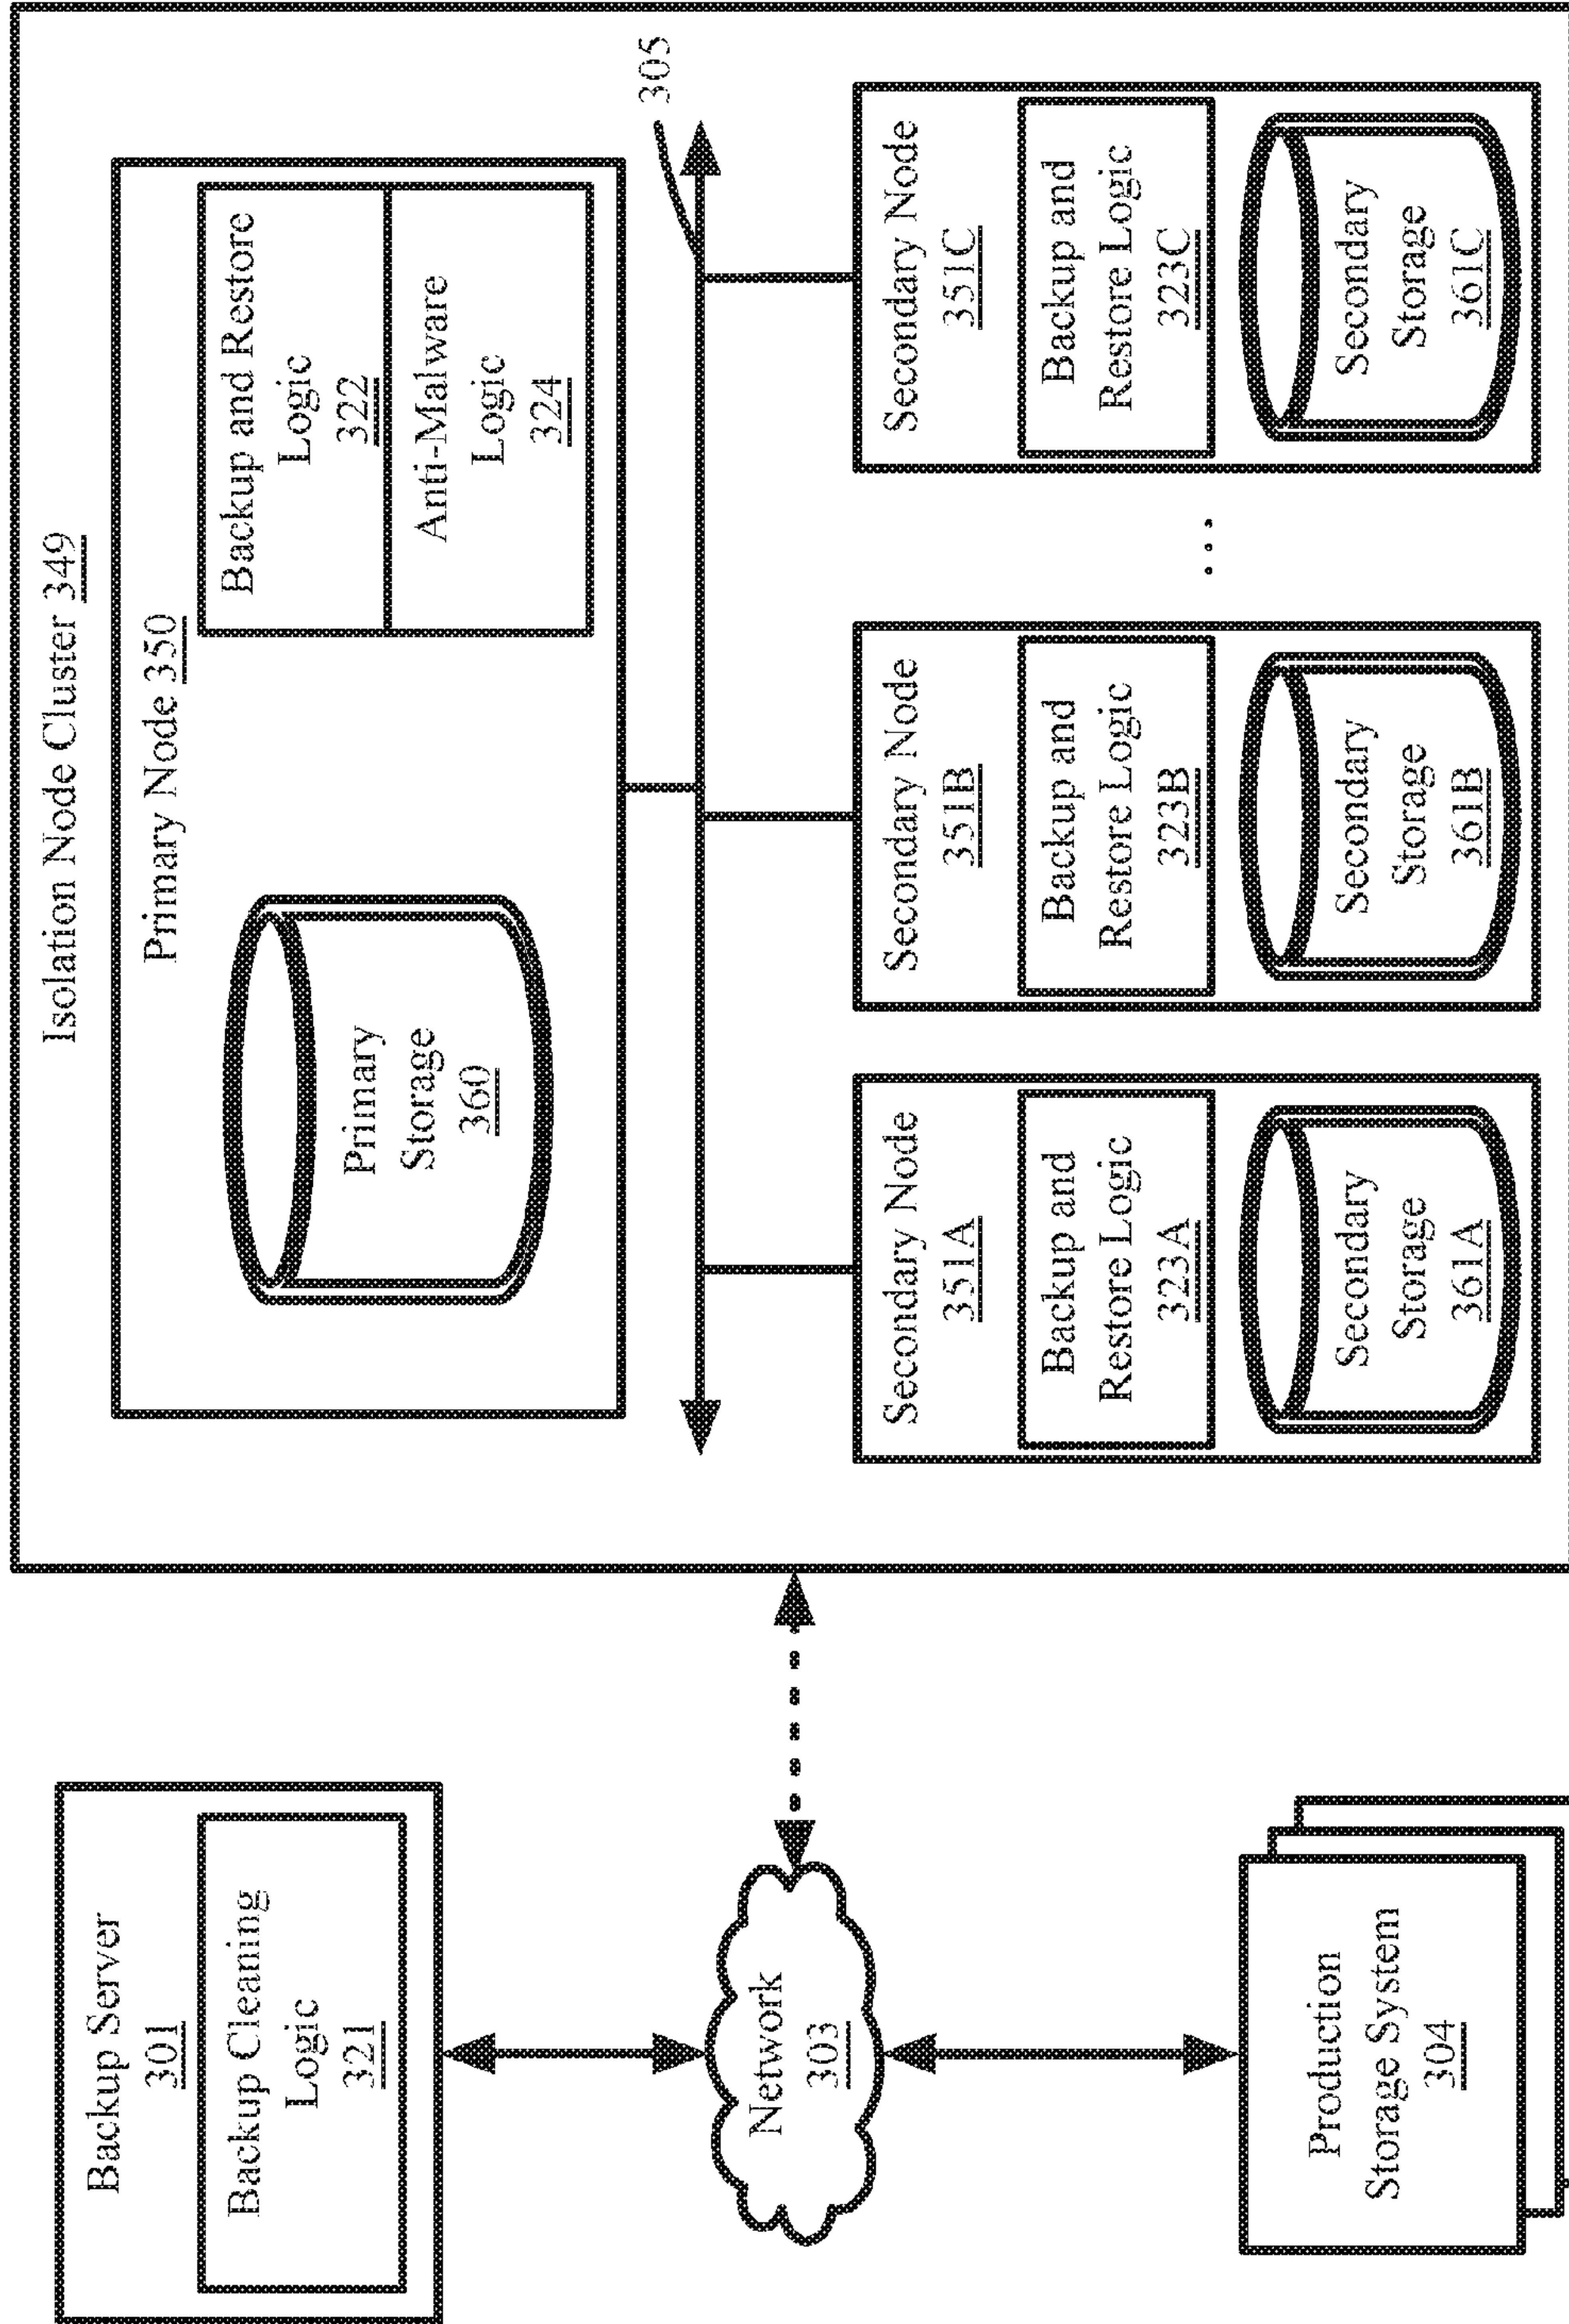 Backup Server
301
Backup Cleaning
Logic
321
Network
303
Production
Storage System
304
Isolation Node Cluster 349
Primary Node 350
Primary
Storage
360
Backup and Restore
Logic
322
Anti-Malware
Logic
324
305
Secondary Node
351A
Backup and
Restore Logic
323A
Secondary
Storage
361A
Secondary Node
351B
Backup and
Restore Logic
323B
Secondary
Storage
361B
...
Secondary Node
351C
Backup and
Restore Logic
323C
Secondary
Storage
361C